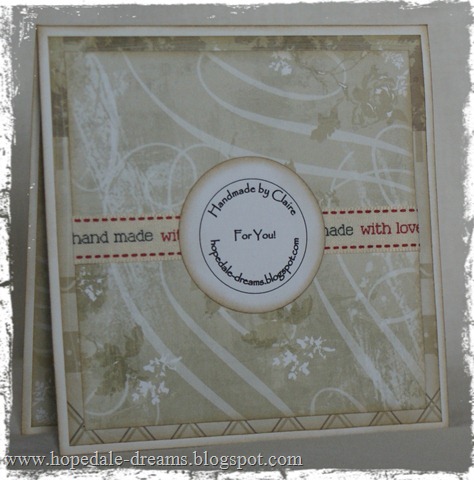 Handmade by Claire
For You!
hopedale-dreams.blogspot.com
hand made with
made with love
www.hopedale-dreams.blogspot.com